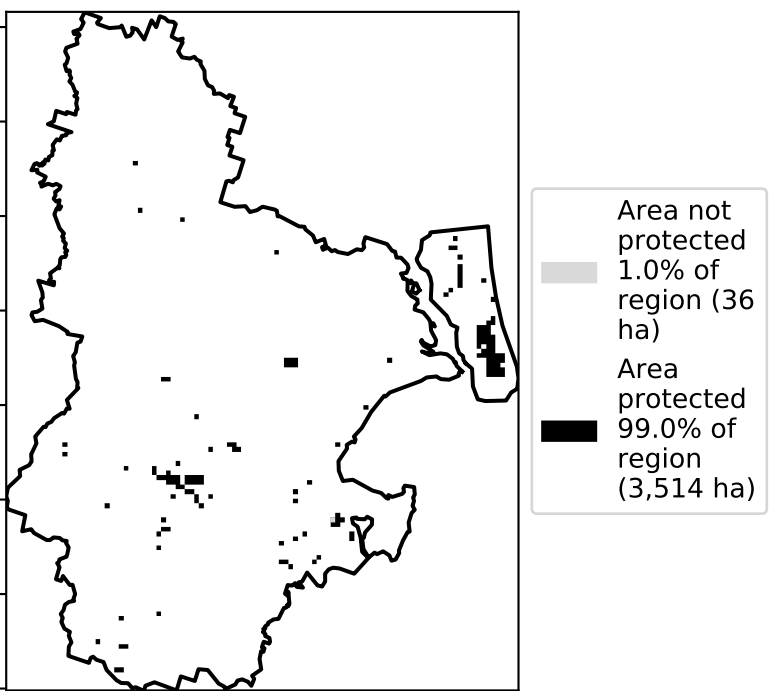 Area not
protected
1.0% of
region (36
ha)
Area
protected
99.0% of
region
(3,514 ha)